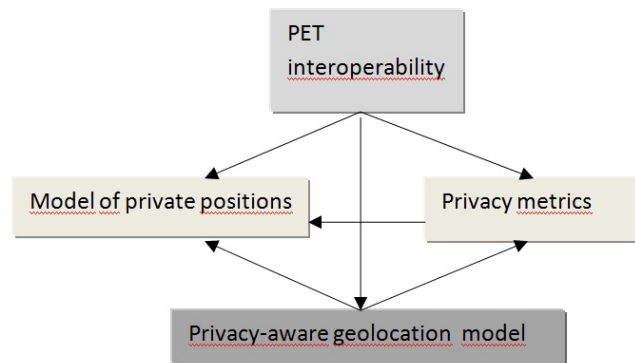 PET
interoperability
Model of private positions
Privacy metrics
Privacy-aware geolocation model